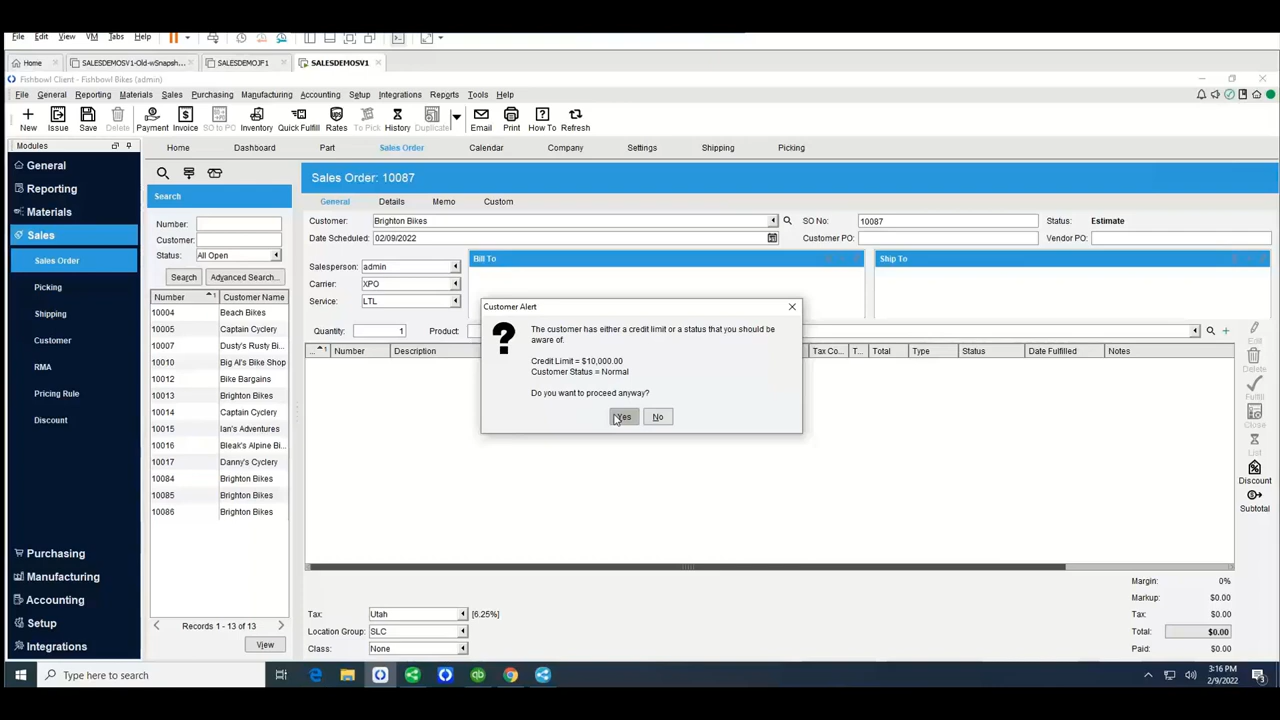 File Edit View VM Tabs Help
Home SALESDEMOSV1-Old-wSnapsh... SALESDEMOJF1 SALESDEMOSV1
Fishbowl Client - Fishbowl Bikes (admin)
File General Reporting Materials Sales Purchasing Manufacturing Accounting Setup Integrations Reports Tools Help
New Issue Save Delete Payment Invoice SO to PO Inventory Quick Fulfill Rates To Pick History Duplicate Email Print How To Refresh
Modules
Home Dashboard Part Sales Order Calendar Company Settings Shipping Picking
General
Reporting
Materials
Sales
Sales Order
Picking
Shipping
Customer
RMA
Pricing Rule
Discount
Purchasing
Manufacturing
Accounting
Setup
Integrations
Search
Number:
Customer:
Status: All Open
Search Advanced Search...
Number 1 Customer Name
10004 Beach Bikes
10005 Captain Cyclery
10007 Dusty's Rusty Bi...
10010 Big Al's Bike Shop
10012 Bike Bargains
10013 Brighton Bikes
10014 Captain Cyclery
10015 Ian's Adventures
10016 Bleak's Alpine Bi...
10017 Danny's Cyclery
10084 Brighton Bikes
10085 Brighton Bikes
10086 Brighton Bikes
Records 1 - 13 of 13
View
Sales Order: 10087
General Details Memo Custom
Customer: Brighton Bikes SO No: 10087 Status: Estimate
Date Scheduled: 02/09/2022 Customer PO: Vendor PO:
Salesperson: admin Bill To Ship To
Carrier: XPO
Service: LTL
Quantity: 1 Product:
... 1 Number Description Tax Co... T... Total Type Status Date Fulfilled Notes
Customer Alert
The customer has either a credit limit or a status that you should be
aware of.
Credit Limit = $10,000.00
Customer Status = Normal
Do you want to proceed anyway?
Yes No
Edit
Delete
Fulfill
Close
List
Discount
Subtotal
Tax: Utah [6.25%]
Location Group: SLC
Class: None
Margin: 0%
Markup: $0.00
Tax: $0.00
Total: $0.00
Paid: $0.00
Type here to search
3:16 PM
2/9/2022
3